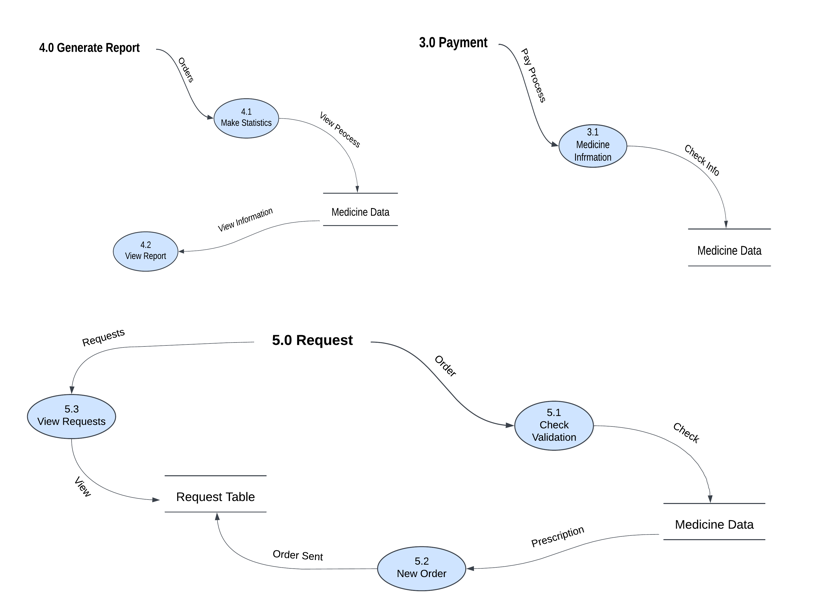 4.0 Generate Report
Orders
4.1
Make Statistics
View Peocess
Medicine Data
View Information
4.2
View Report
3.0 Payment
Pay Process
3.1
Medicine
Infrmation
Check Info
Medicine Data
5.0 Request
Requests
5.3
View Requests
View
Request Table
Order
5.1
Check
Validation
Check
Medicine Data
Prescription
5.2
New Order
Order Sent